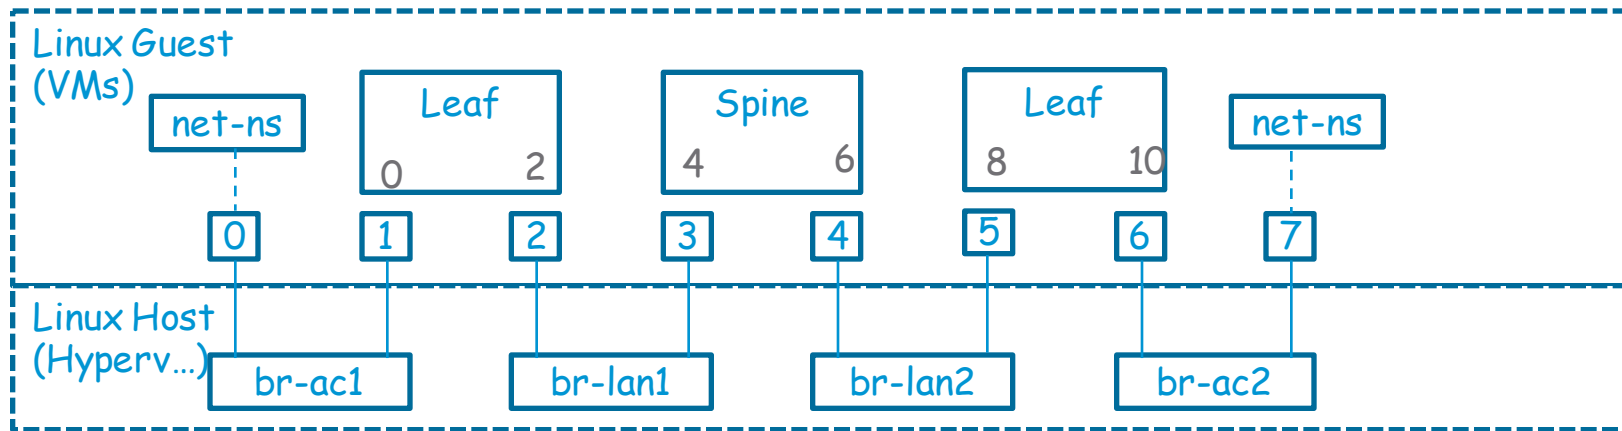 Linux Guest
(VMs)
net-ns
Leaf
0 2
Spine
4 6
Leaf
8 10
net-ns
0 1 2 3 4 5 6 7
Linux Host
(Hyperv...)
br-ac1
br-lan1
br-lan2
br-ac2